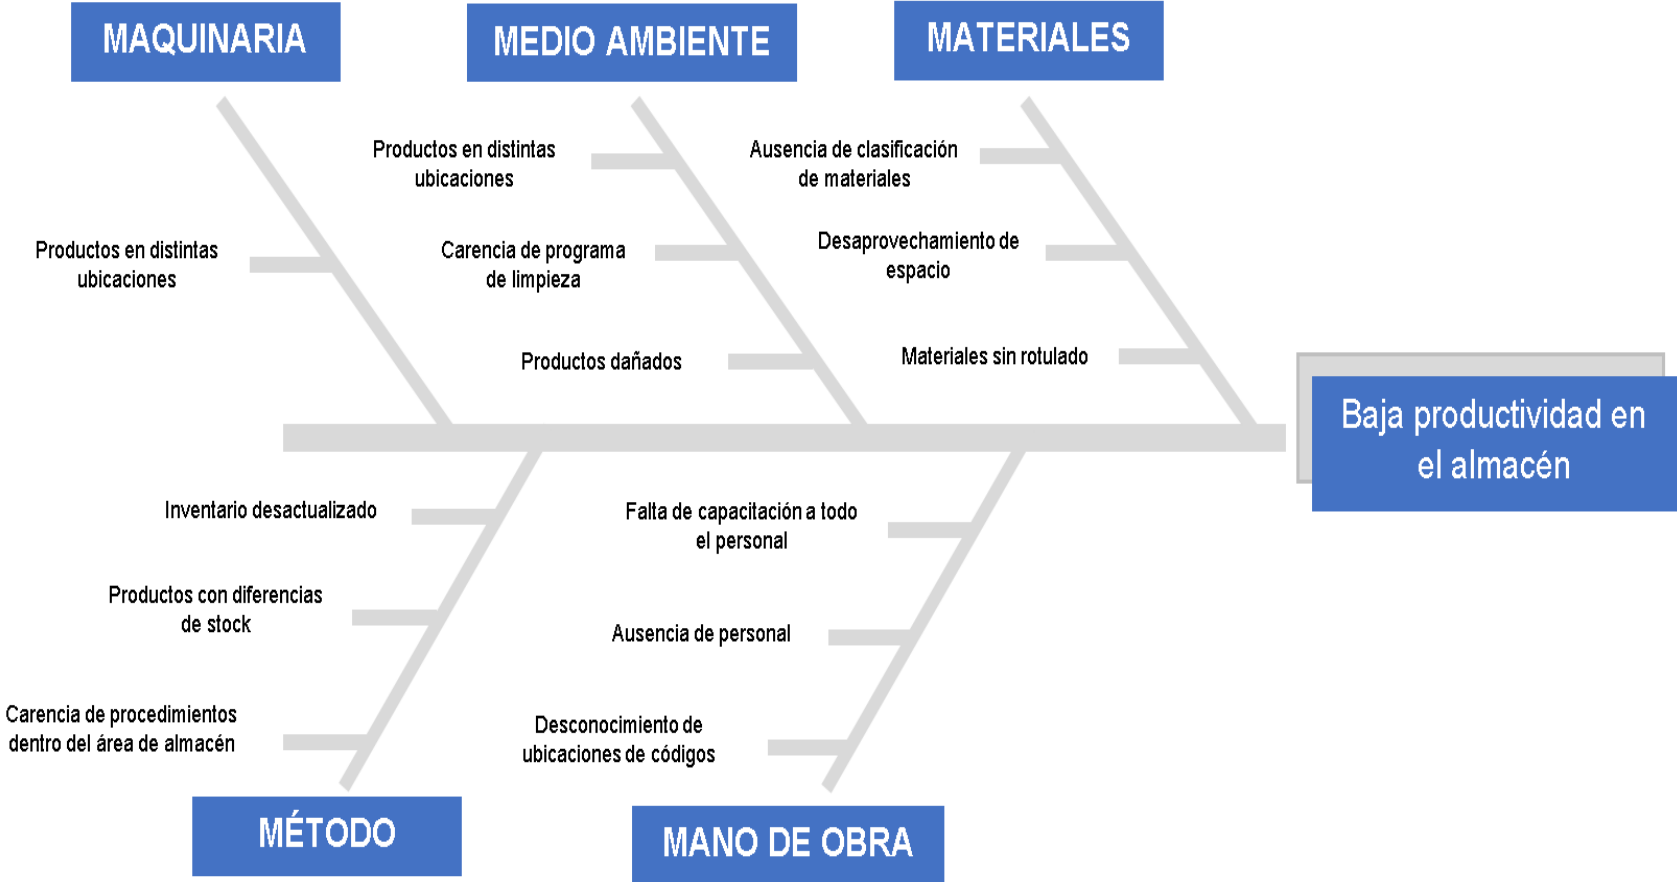 MAQUINARIA
MEDIO AMBIENTE
MATERIALES
Productos en distintas
ubicaciones
Productos en distintas
ubicaciones
Carencia de programa
de limpieza
Productos dañados
Ausencia de clasificación
de materiales
Desaprovechamiento de
espacio
Materiales sin rotulado
Baja productividad en
el almacén
Inventario desactualizado
Productos con diferencias
de stock
Carencia de procedimientos
dentro del área de almacén
Falta de capacitación a todo
el personal
Ausencia de personal
Desconocimiento de
ubicaciones de códigos
MÉTODO
MANO DE OBRA